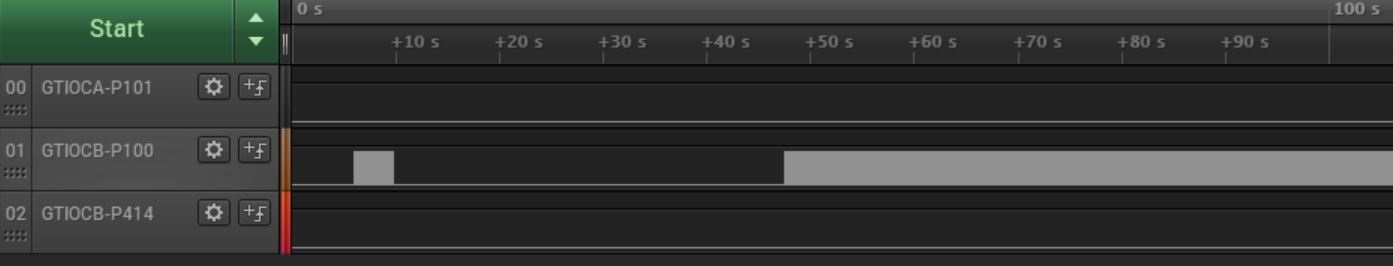 Start
0 s
100 s
+10 s
+20 s
+30 s
+40 s
+50 s
+60 s
+70 s
+80 s
+90 s
00 GTIOCA-P101
01 GTIOCB-P100
02 GTIOCB-P414